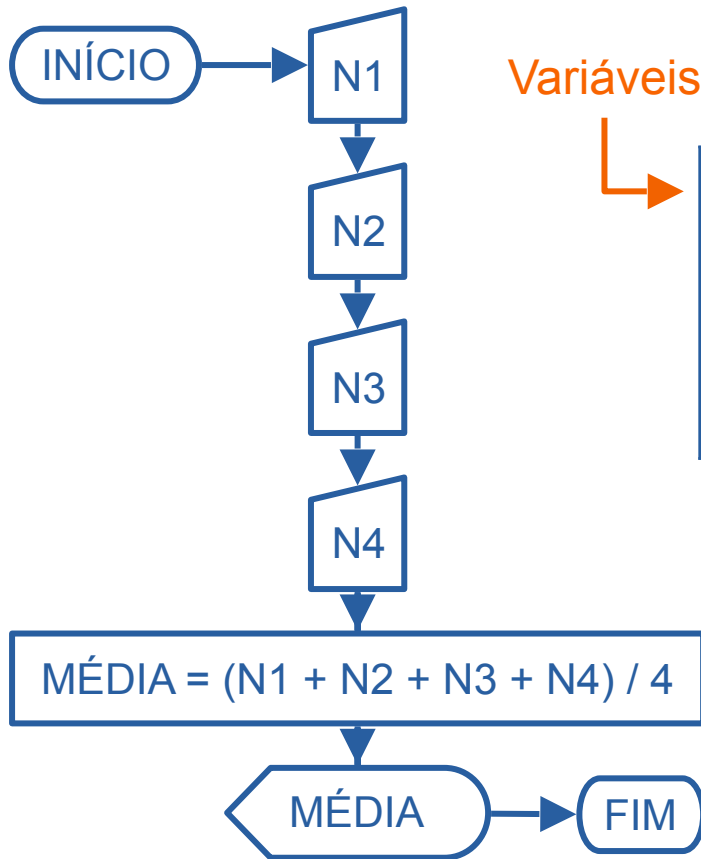 INÍCIO
N1
Variáveis
N2
N3
N4
MÉDIA = (N1 + N2 + N3 + N4) / 4
MÉDIA
FIM